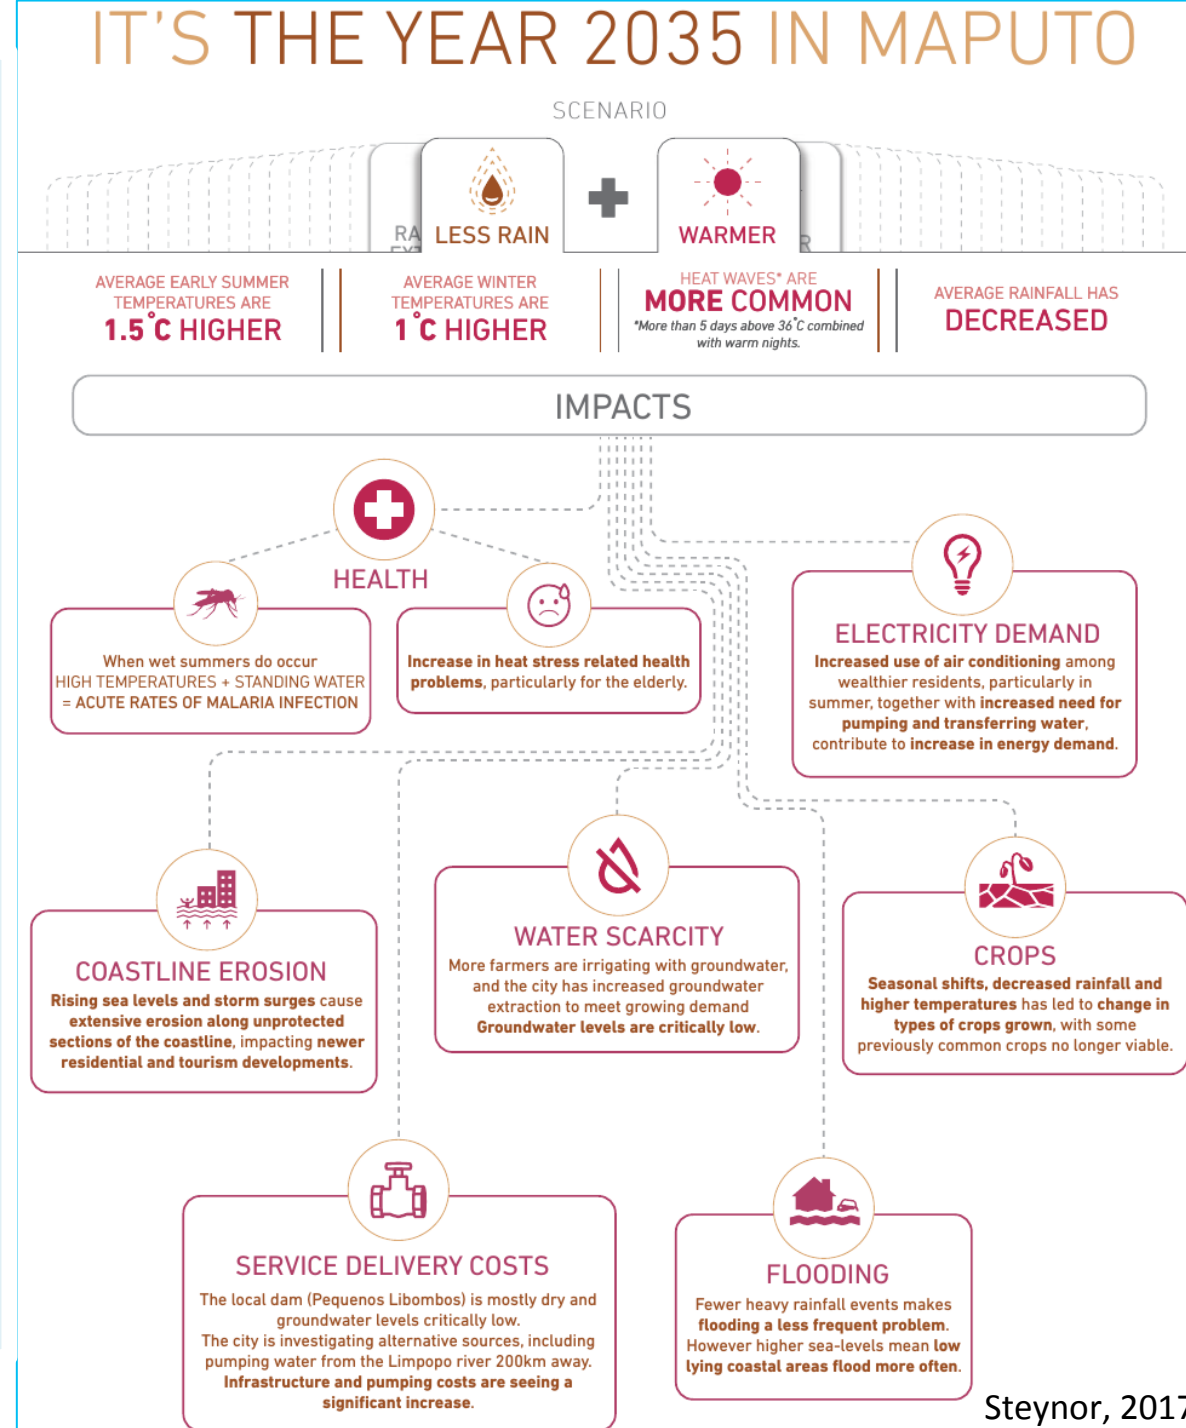 IT'S THE YEAR 2035 IN MAPUTO
SCENARIO
RA
LESS RAIN
WARMER
R
AVERAGE EARLY SUMMER
TEMPERATURES ARE
1.5°C HIGHER
AVERAGE WINTER
TEMPERATURES ARE
1°C HIGHER
HEAT WAVES* ARE
MORE COMMON
*More than 5 days above 36°C combined
with warm nights.
AVERAGE RAINFALL HAS
DECREASED
IMPACTS
HEALTH
When wet summers do occur
HIGH TEMPERATURES + STANDING WATER
= ACUTE RATES OF MALARIA INFECTION
Increase in heat stress related health
problems, particularly for the elderly.
ELECTRICITY DEMAND
Increased use of air conditioning among
wealthier residents, particularly in
summer, together with increased need for
pumping and transferring water,
contribute to increase in energy demand.
COASTLINE EROSION
Rising sea levels and storm surges cause
extensive erosion along unprotected
sections of the coastline, impacting newer
residential and tourism developments.
WATER SCARCITY
More farmers are irrigating with groundwater,
and the city has increased groundwater
extraction to meet growing demand
Groundwater levels are critically low.
CROPS
Seasonal shifts, decreased rainfall and
higher temperatures has led to change in
types of crops grown, with some
previously common crops no longer viable.
SERVICE DELIVERY COSTS
The local dam (Pequenos Libombos) is mostly dry and
groundwater levels critically low.
The city is investigating alternative sources, including
pumping water from the Limpopo river 200km away.
Infrastructure and pumping costs are seeing a
significant increase.
FLOODING
Fewer heavy rainfall events makes
flooding a less frequent problem.
However higher sea-levels mean low
lying coastal areas flood more often.
Steynor, 2017